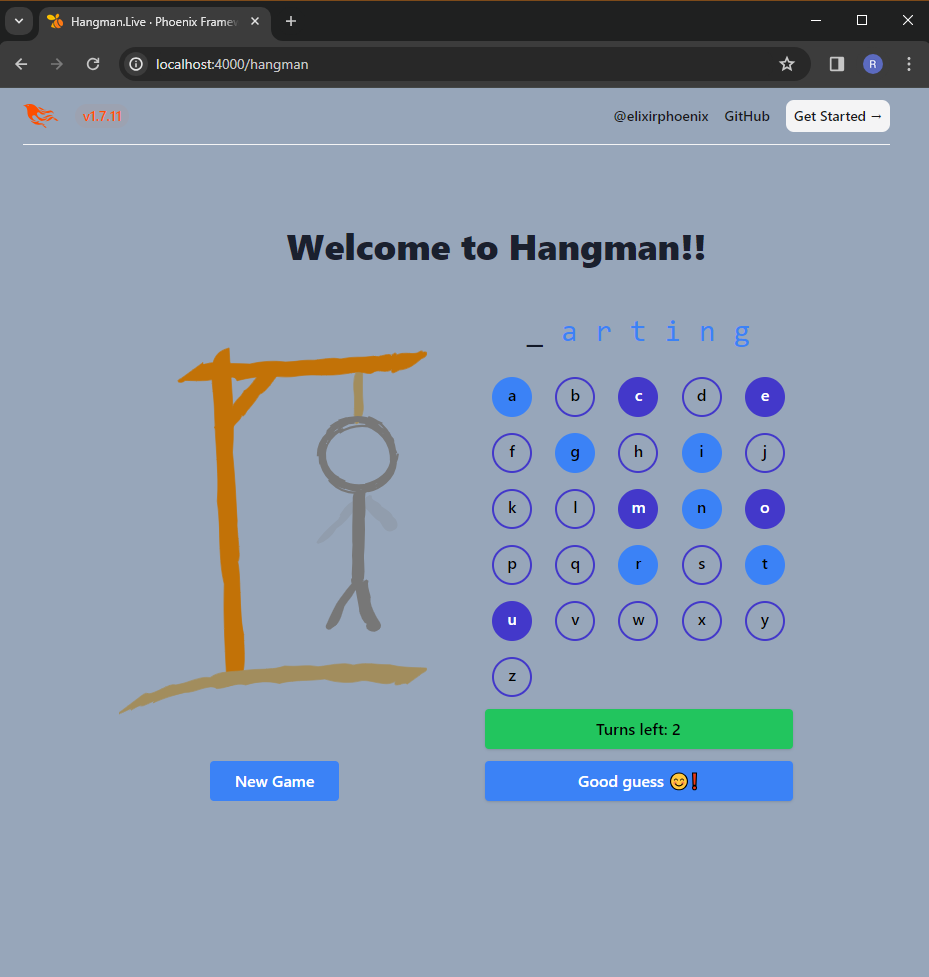 Hangman.Live · Phoenix Framew
localhost:4000/hangman
R
v1.7.11
@elixirphoenix GitHub Get Started →
Welcome to Hangman!!
_ a r t i n g
a b c d e
f g h i j
k l m n o
p q r s t
u v w x y
z
Turns left: 2
New Game
Good guess 😊❗